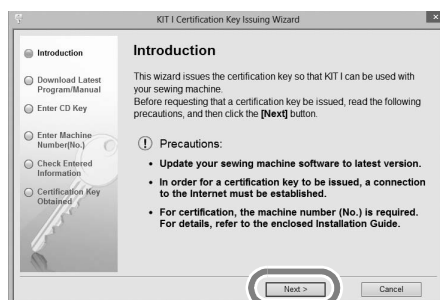 KIT I Certification Key Issuing Wizard
Introduction
Download Latest
Program/Manual
Enter CD Key
Enter Machine
Number(No.)
Check Entered
Information
Certification Key
Obtained
Introduction
This wizard issues the certification key so that KIT I can be used with
your sewing machine.
Before requesting that a certification key be issued, read the following
precautions, and then click the [Next] button.
Precautions:
• Update your sewing machine software to latest version.
• In order for a certification key to be issued, a connection
to the Internet must be established.
• For certification, the machine number (No.) is required.
For details, refer to the enclosed Installation Guide.
Next >
Cancel